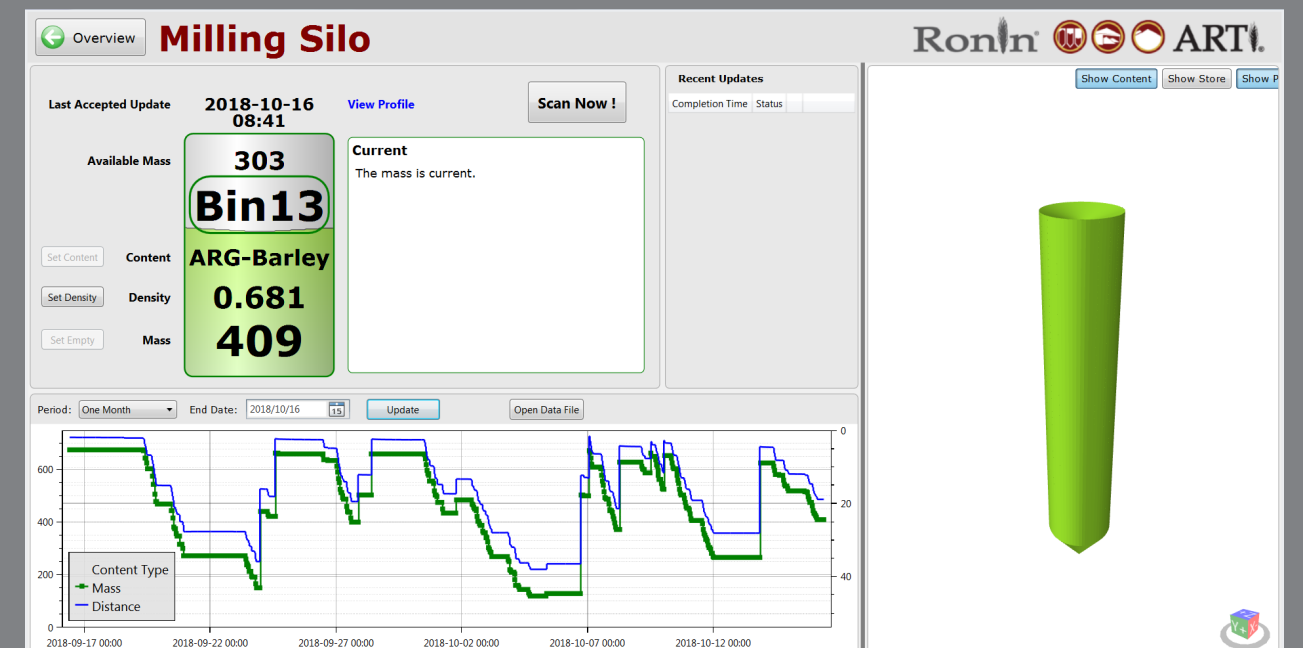 Overview
Milling Silo
Ronin
ARTi.
Last Accepted Update
2018-10-16
08:41
View Profile
Scan Now !
Available Mass
303
Bin13
Set Content
Content
ARG-Barley
Set Density
Density
0.681
Set Empty
Mass
409
Current
The mass is current.
Recent Updates
Completion Time Status
Show Content
Show Store
Show P
Period: One Month
End Date: 2018/10/16 15
Update
Open Data File
600
400
200
0
0
20
40
Content Type
Mass
Distance
2018-09-17 00:00
2018-09-22 00:00
2018-09-27 00:00
2018-10-02 00:00
2018-10-07 00:00
2018-10-12 00:00
Y+ X